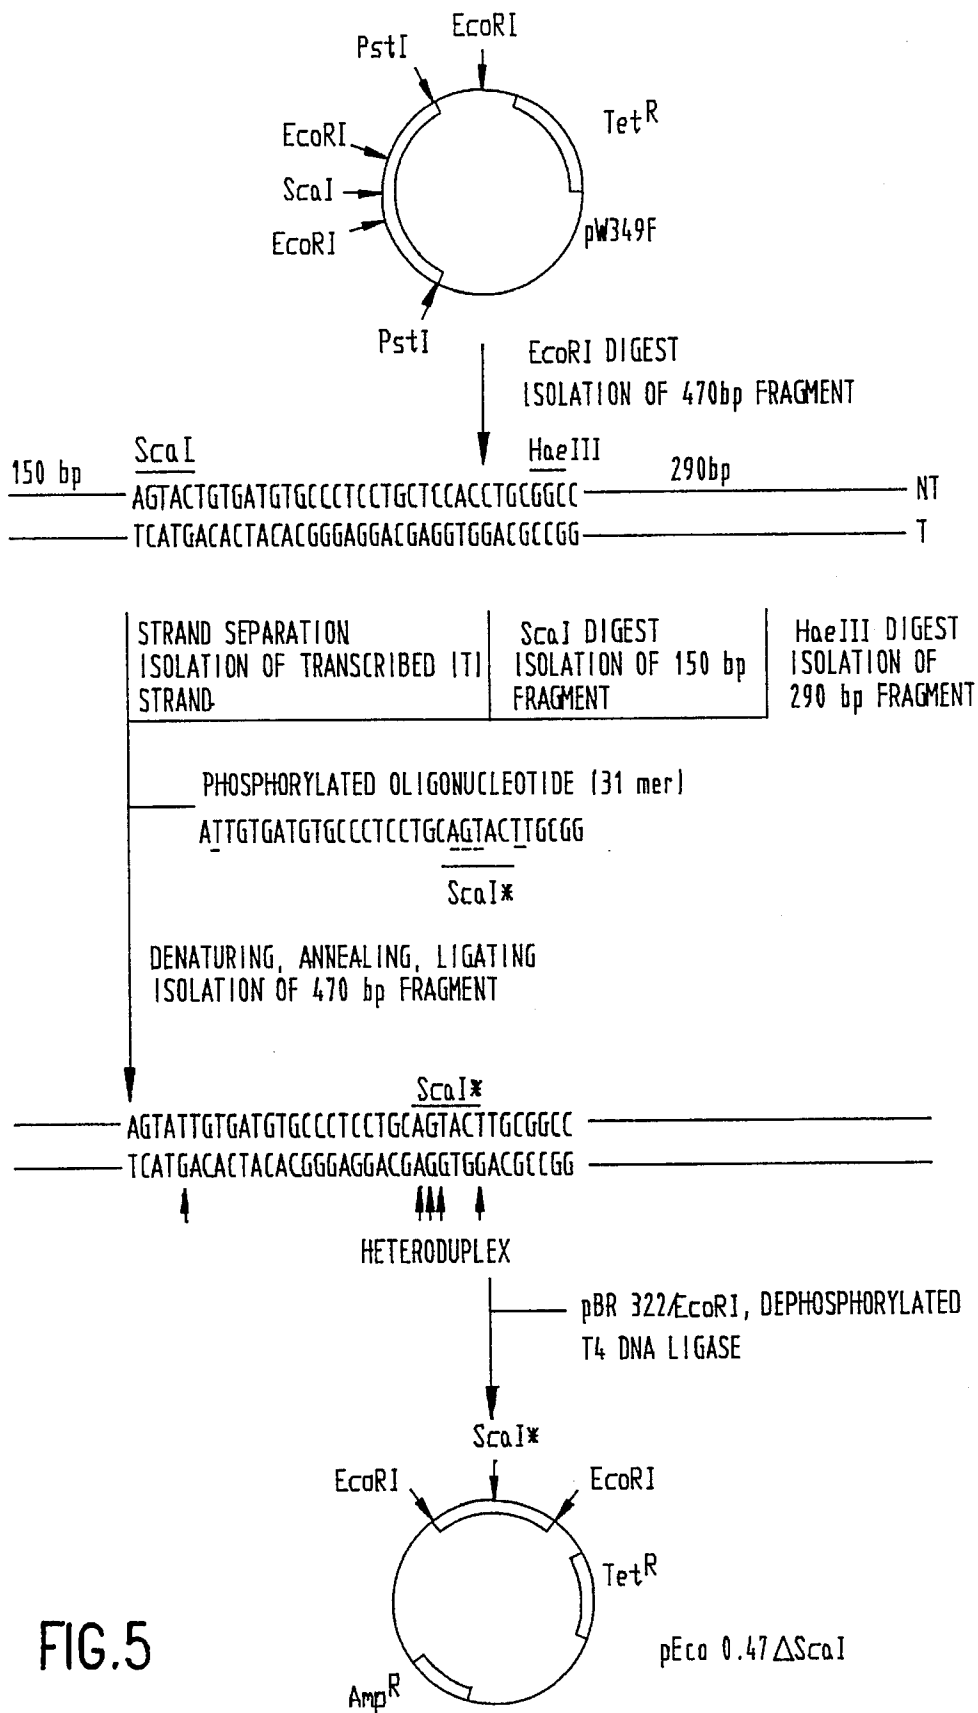 EcoRI
PstI
EcoRI
ScaI
EcoRI
PstI
Tet^R
pW349F
EcoRI DIGEST
ISOLATION OF 470bp FRAGMENT
150 bp
ScaI
HaeIII
290bp
AGTACTGTGATGTGCCCTCCTGCTCCACCTGCGGCC
NT
TCATGACACTACACGGGAGGACGAGGTGGACGCCGG
T
STRAND SEPARATION
ISOLATION OF TRANSCRIBED (T)
STRAND
ScaI DIGEST
ISOLATION OF 150 bp
FRAGMENT
HaeIII DIGEST
ISOLATION OF
290 bp FRAGMENT
PHOSPHORYLATED OLIGONUCLEOTIDE (31 mer)
ATTGTGATGTGCCCTCCTGCAGTACTTGCGG
ScaI*
DENATURING, ANNEALING, LIGATING
ISOLATION OF 470 bp FRAGMENT
ScaI*
AGTATTGTGATGTGCCCTCCTGCAGTACTTGCGGCC
TCATGACACTACACGGGAGGACGAGGTGGACGCCGG
HETERODUPLEX
pBR 322/EcoRI, DEPHOSPHORYLATED
T4 DNA LIGASE
ScaI*
EcoRI
EcoRI
Tet^R
Amp^R
pEco 0.47ΔScaI
FIG.5